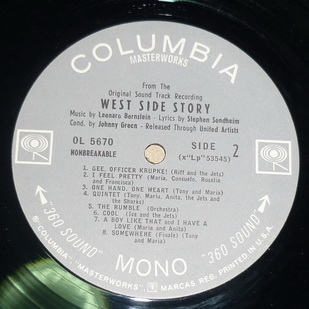 COLUMBIA
MASTERWORKS
From The
Original Sound Track Recording
WEST SIDE STORY
Music by Leonard Bernstein - Lyrics by Stephen Sondheim
Cond. by Johnny Green - Released Through United Artists
OL 5670
NONBREAKABLE
SIDE 2
(x"Lp"53545)
1. GEE, OFFICER KRUPKE! (Riff and the Jets)
2. I FEEL PRETTY (Maria, Consuelo, Rosalia
and Francisca)
3. ONE HAND, ONE HEART (Tony and Maria)
4. QUINTET (Tony, Maria, Anita, the Jets and
the Sharks)
5. THE RUMBLE (Orchestra)
6. COOL (Ice and the Jets)
7. A BOY LIKE THAT and I HAVE A
LOVE (Maria and Anita)
8. SOMEWHERE (Finale) (Tony
and Maria)
"360 SOUND"
MONO
"360 SOUND"
® "COLUMBIA", "MASTERWORKS", MARCAS REG. PRINTED IN U.S.A.